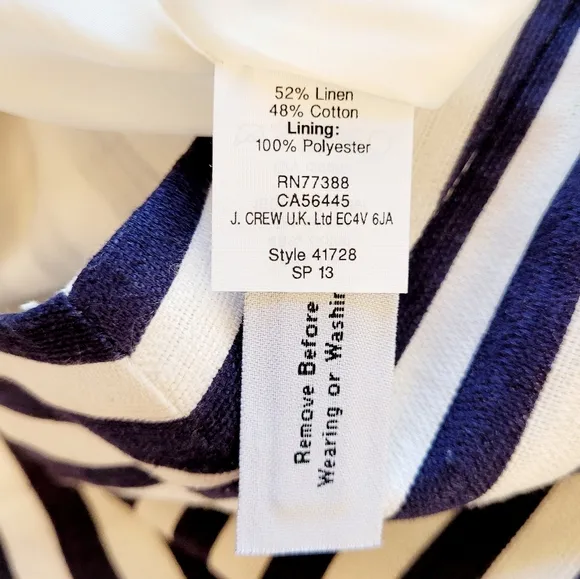 52% Linen
48% Cotton
Lining:
100% Polyester
RN77388
CA56445
J. CREW U.K. Ltd EC4V 6JA
Style 41728
SP 13
Remove Before
Wearing or Washin